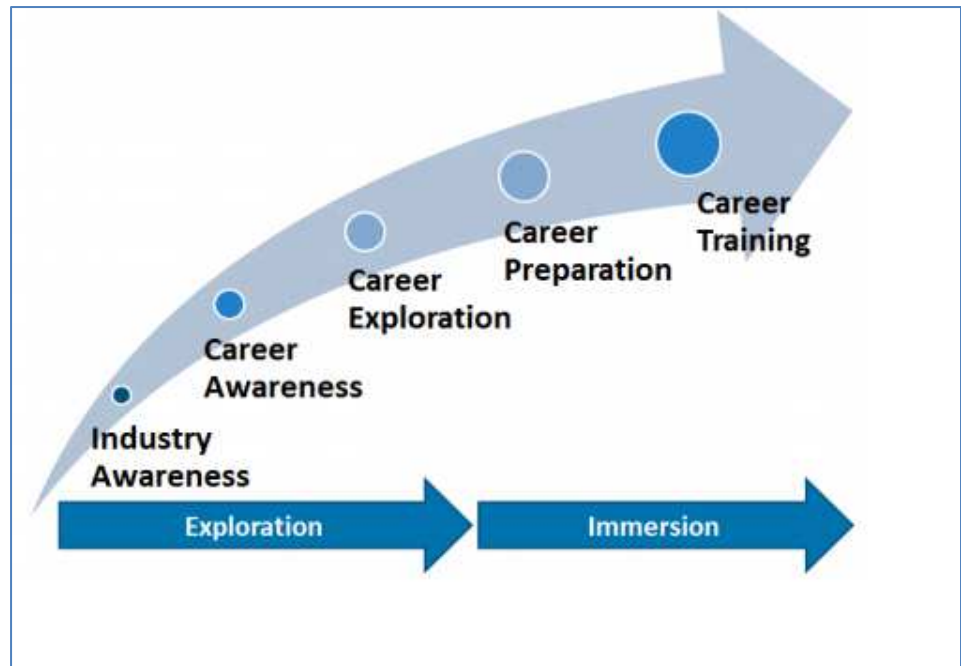 Industry
Awareness
Career
Awareness
Career
Exploration
Career
Preparation
Career
Training
Exploration
Immersion